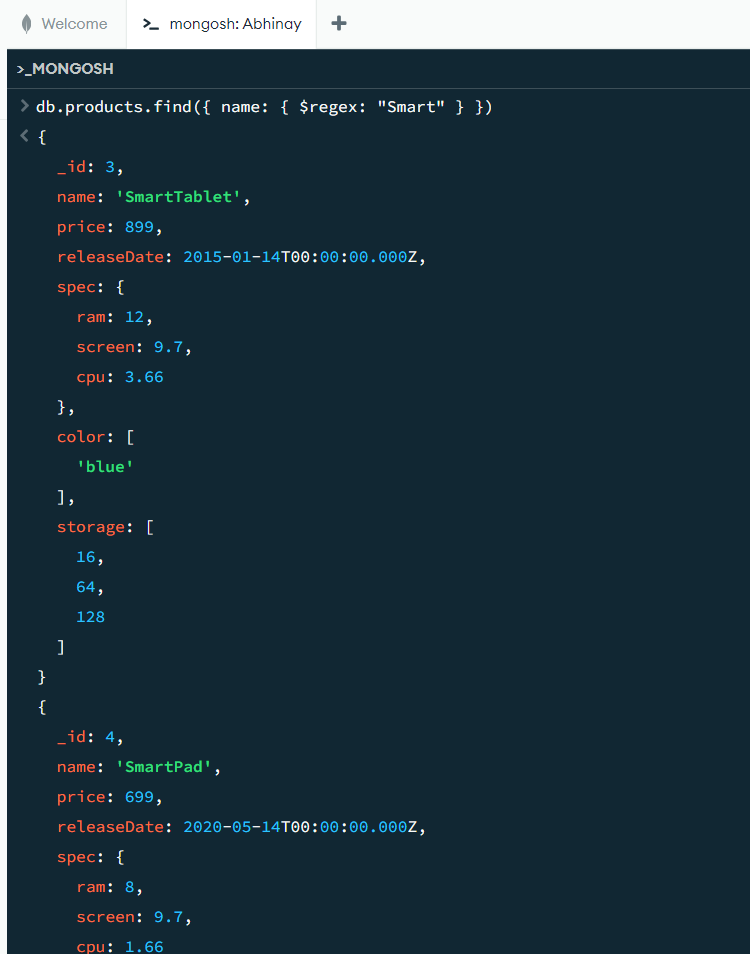 Welcome
>_ mongosh: Abhinay
+
>_MONGOSH
> db.products.find({ name: { $regex: "Smart" } })
< {
_id: 3,
name: 'SmartTablet',
price: 899,
releaseDate: 2015-01-14T00:00:00.000Z,
spec: {
ram: 12,
screen: 9.7,
cpu: 3.66
},
color: [
'blue'
],
storage: [
16,
64,
128
]
}
{
_id: 4,
name: 'SmartPad',
price: 699,
releaseDate: 2020-05-14T00:00:00.000Z,
spec: {
ram: 8,
screen: 9.7,
cpu: 1.66